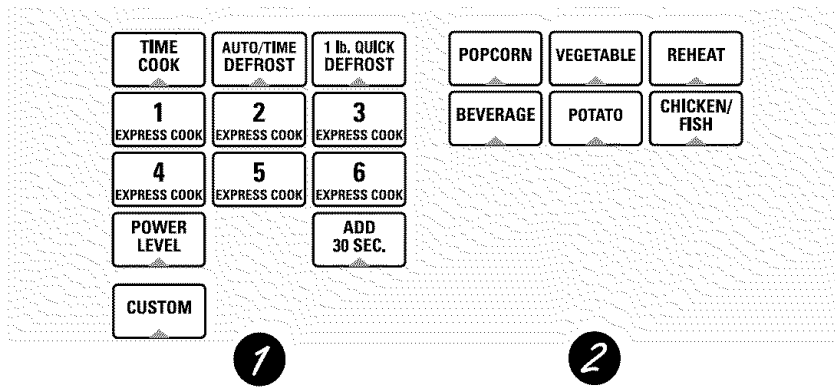 TIME
COOK
AUTO/TIME
DEFROST
1 lb. QUICK
DEFROST
1
EXPRESS COOK
2
EXPRESS COOK
3
EXPRESS COOK
4
EXPRESS COOK
5
EXPRESS COOK
6
EXPRESS COOK
POWER
LEVEL
ADD
30 SEC.
CUSTOM
1
POPCORN
VEGETABLE
REHEAT
BEVERAGE
POTATO
CHICKEN/
FISH
2